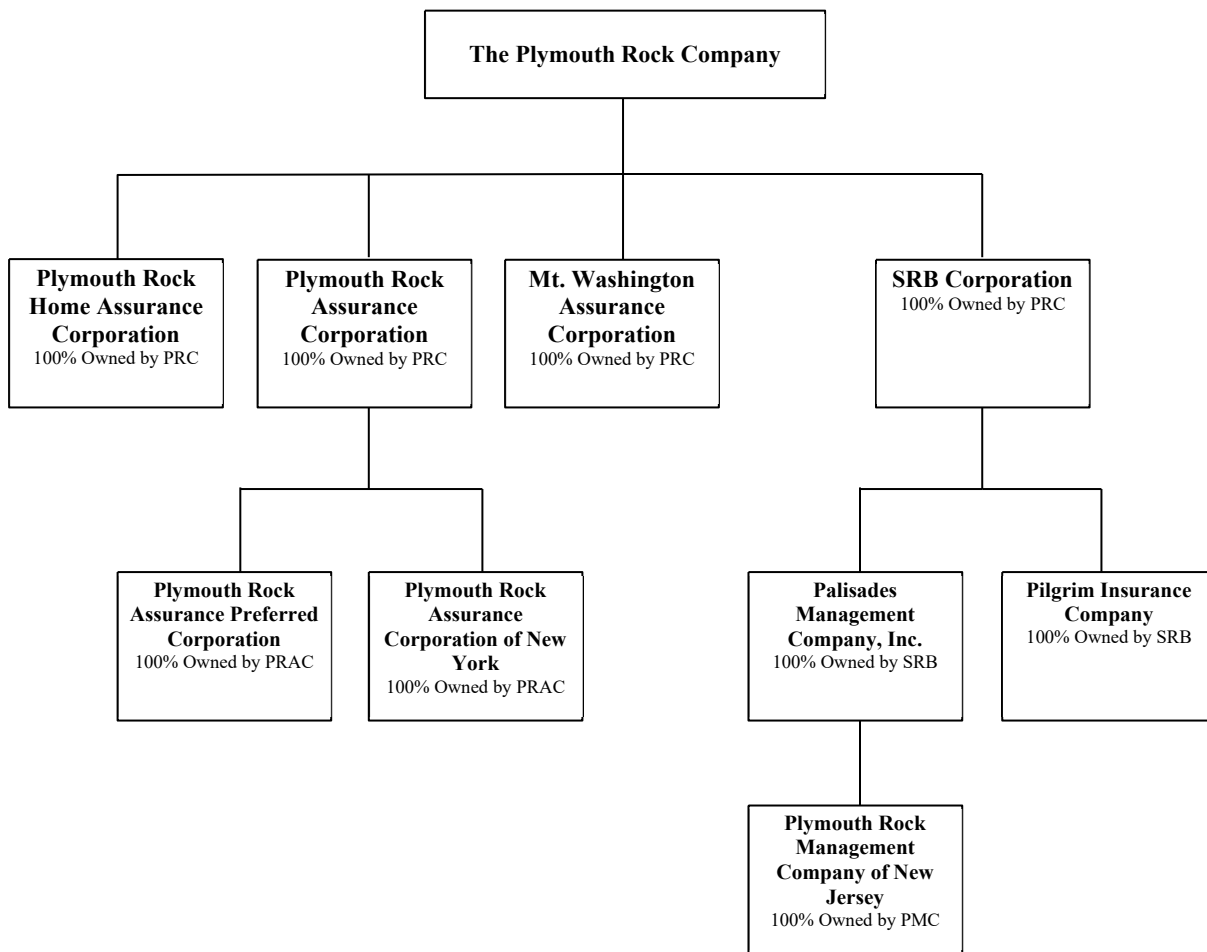 The Plymouth Rock Company
Plymouth Rock
Home Assurance
Corporation
100% Owned by PRC
Plymouth Rock
Assurance
Corporation
100% Owned by PRC
Mt. Washington
Assurance
Corporation
100% Owned by PRC
SRB Corporation
100% Owned by PRC
Plymouth Rock
Assurance Preferred
Corporation
100% Owned by PRAC
Plymouth Rock
Assurance
Corporation of New
York
100% Owned by PRAC
Palisades
Management
Company, Inc.
100% Owned by SRB
Pilgrim Insurance
Company
100% Owned by SRB
Plymouth Rock
Management
Company of New
Jersey
100% Owned by PMC